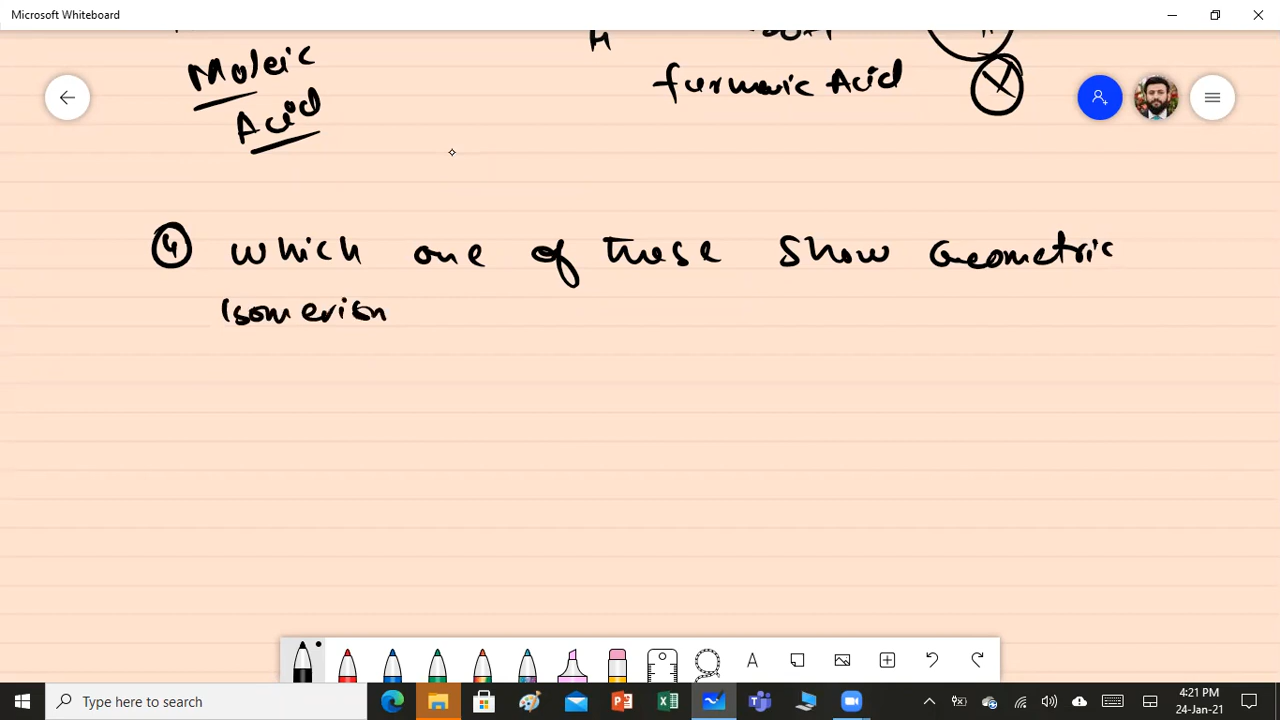 Microsoft Whiteboard
Moleic
Acid
furmaric Acid
4 which one of these show Geometric
Isomerism
A
Type here to search
4:21 PM
24-Jan-21